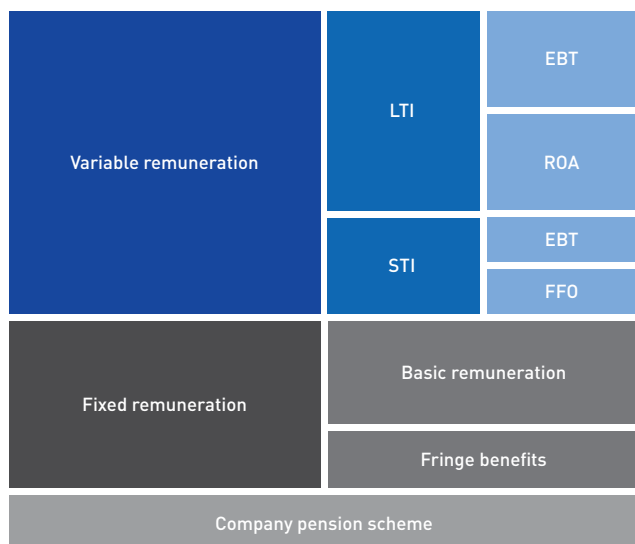 Variable remuneration
LTI
EBT
ROA
STI
EBT
FFO
Fixed remuneration
Basic remuneration
Fringe benefits
Company pension scheme